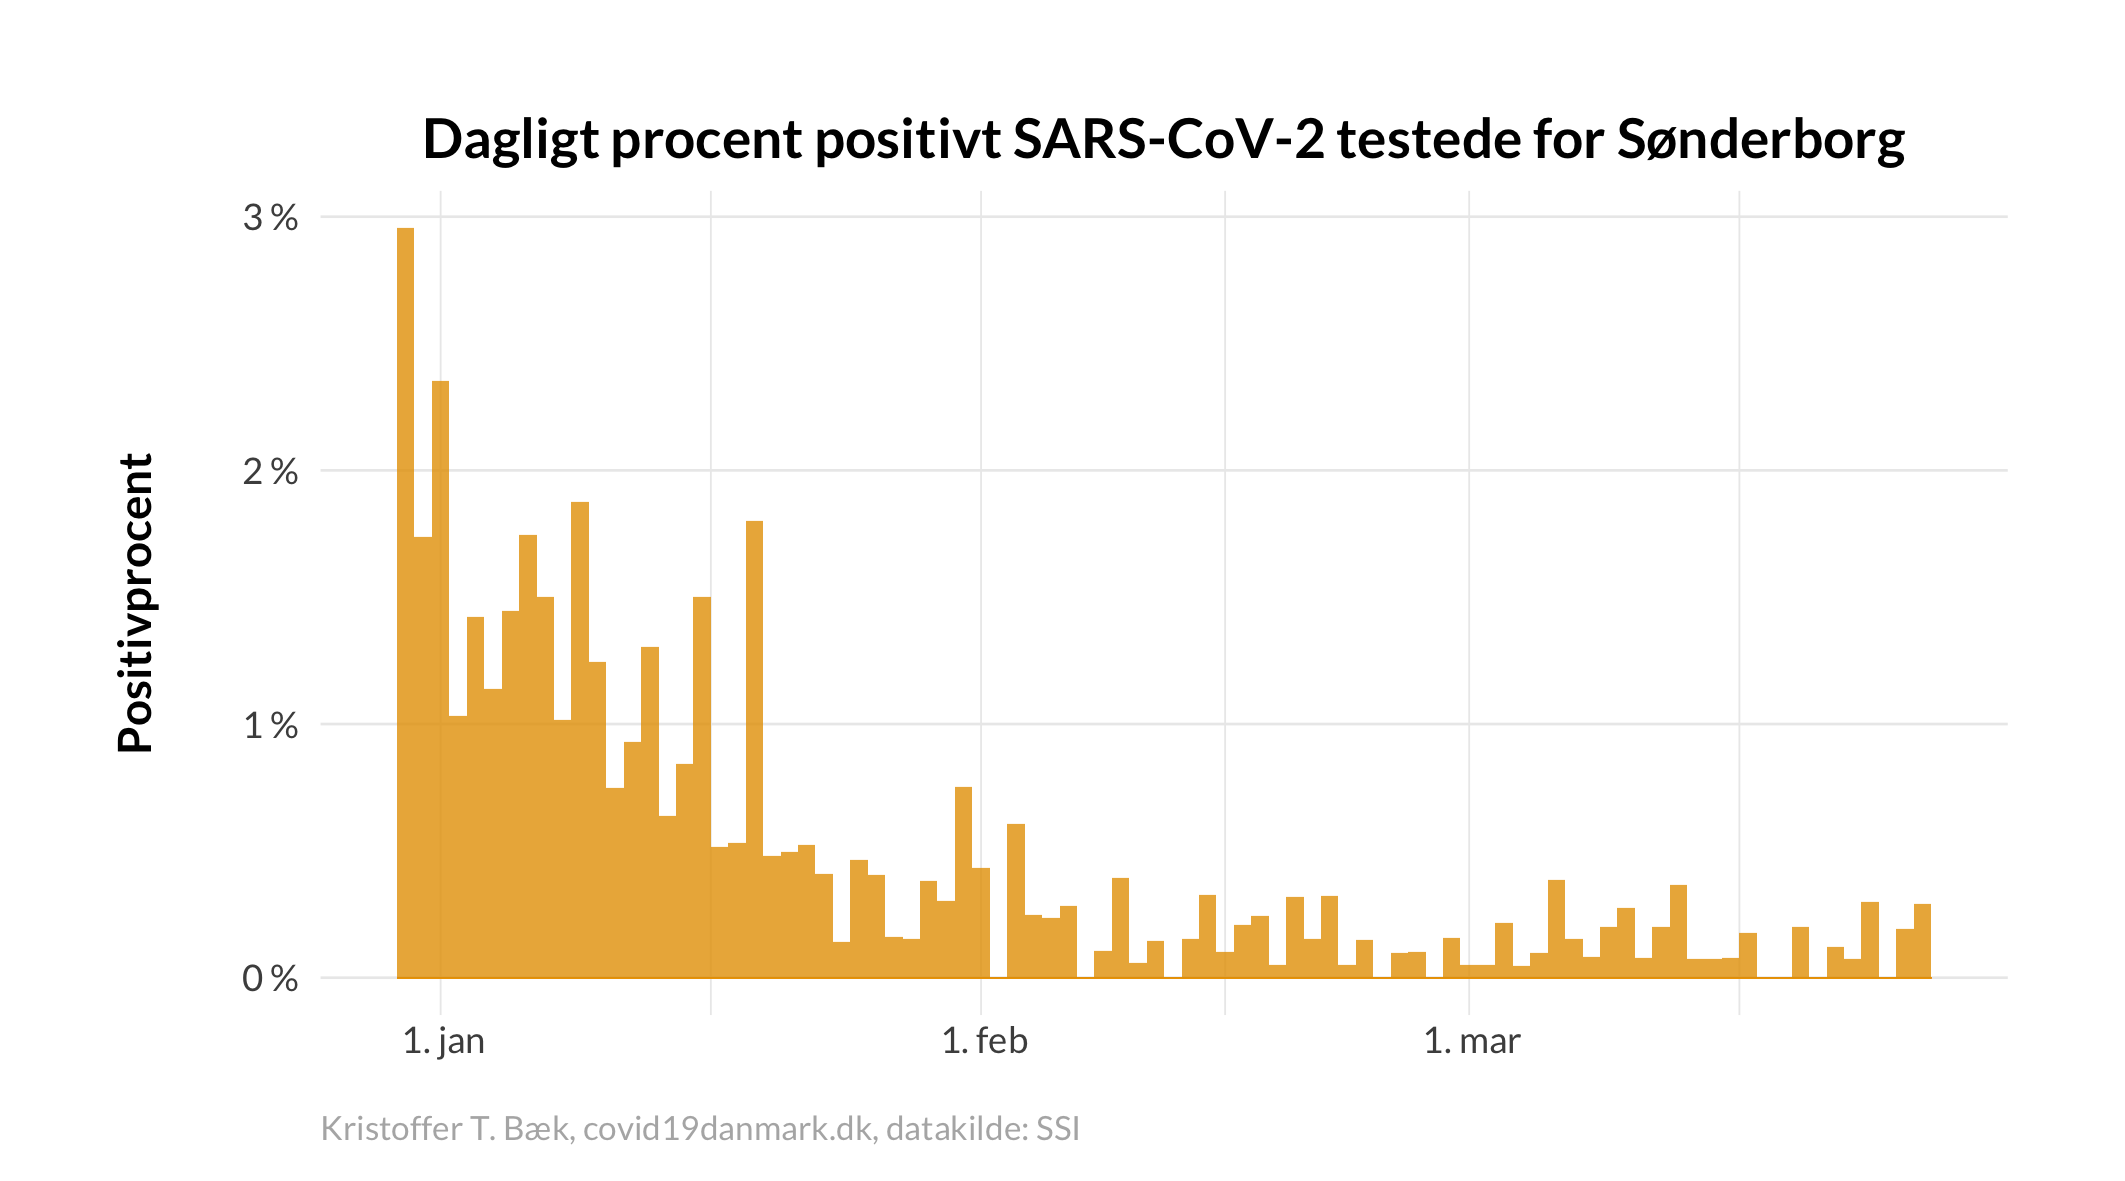 Dagligt procent positivt SARS-CoV-2 testede for Sønderborg
Positivprocent
3 %
2 %
1 %
0 %
1. jan
1. feb
1. mar
Kristoffer T. Bæk, covid19danmark.dk, datakilde: SSI